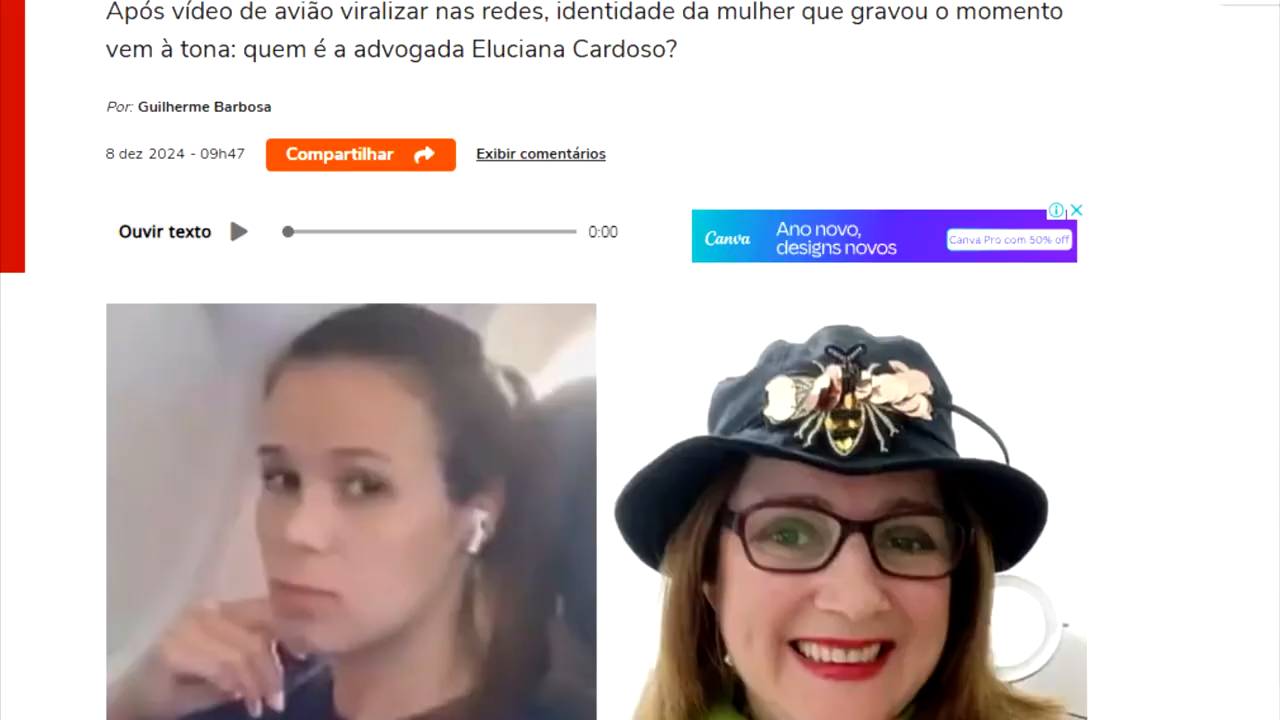 Após vídeo de avião viralizar nas redes, identidade da mulher que gravou o momento
vem à tona: quem é a advogada Eluciana Cardoso?
Por: Guilherme Barbosa
8 dez 2024 - 09h47
Compartilhar
Exibir comentários
Ouvir texto
0:00
Canva
Ano novo,
designs novos
Canva Pro com 50% off